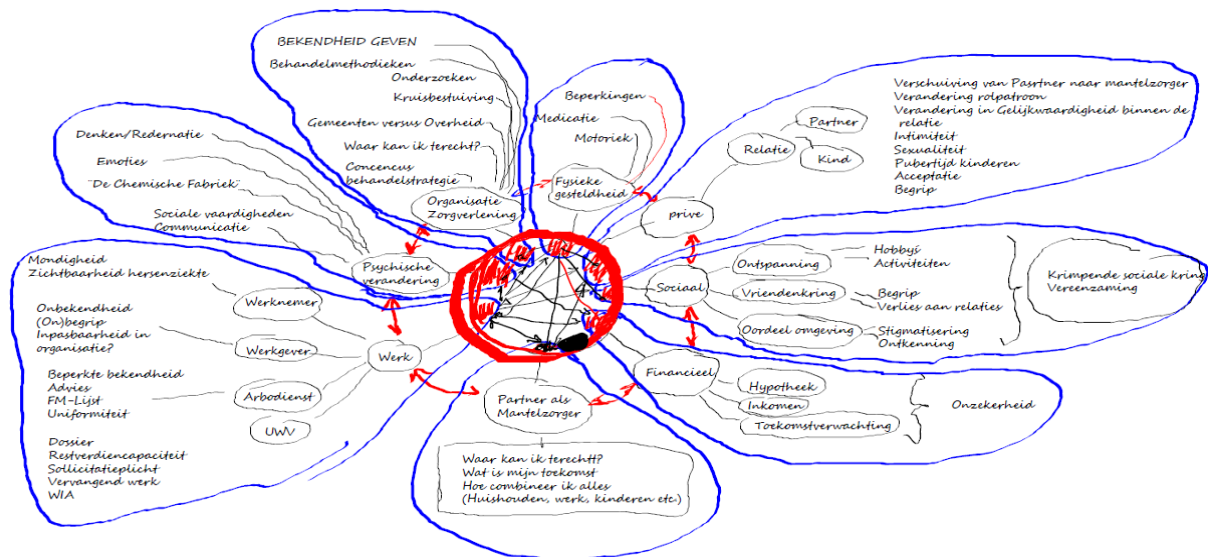 BEKENDHEID GEVEN
Behandelmethodieken
Onderzoeken
Kruisbestuiving
Gemeenten versus Overheid
Waar kan ik terecht?
Concencus
behandelstrategie
Organisatie
Zorgverlening
Beperkingen
Medicatie
Motoriek
Fysieke
gesteldheid
Verschuiving van Pasrtner naar mantelzorger
Verandering rolpatroon
Verandering in Gelijkwaardigheid binnen de
relatie
Intimiteit
Sexualiteit
Pubertijd kinderen
Acceptatie
Begrip
Partner
Relatie
Kind
prive
Denken/Redernatie
Emoties
"De Chemische Fabriek"
Sociale vaardigheden
Communicatie
Psychische
verandering
Hobby's
Activiteiten
Ontspanning
Sociaal
Vriendenkring
Begrip
Verlies aan relaties
Oordeel omgeving
Stigmatisering
Ontkenning
Krimpende sociale kring
Vereenzaming
Mondigheid
Zichtbaarheid hersenziekte
Werknemer
Onbekendheid
(On)begrip
Inpasbaarheid in
organisatie?
Werkgever
Werk
Beperkte bekendheid
Advies
FM-Lijst
Uniformiteit
Arbodienst
UWV
Dossier
Restverdiencapaciteit
Sollicitatieplicht
Vervangend werk
WIA
Partner als
Mantelzorger
Waar kan ik terechtt?
Wat is mijn toekomst
Hoe combineer ik alles
(Huishouden, werk, kinderen etc.)
Financieel
Hypotheek
Inkomen
Toekomstverwachting
Onzekerheid